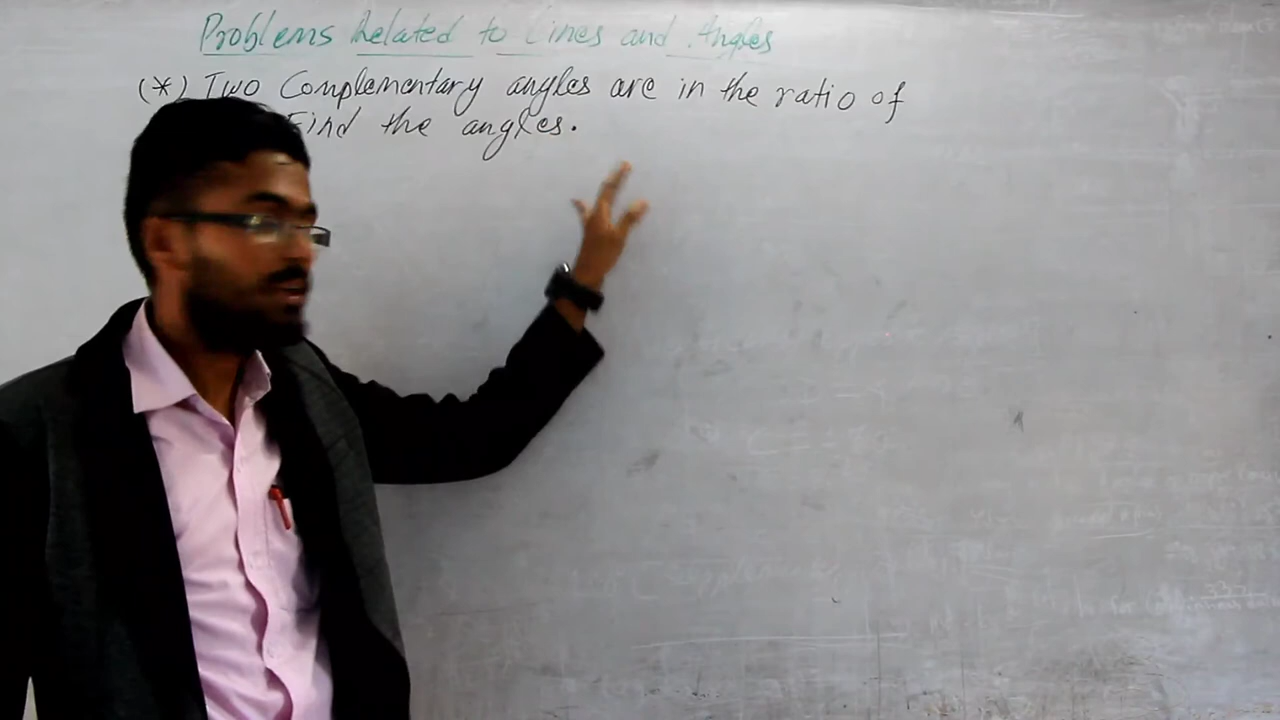 Problems Related to Lines and Angles
(*) Two Complementary angles are in the ratio of
Find the angles.